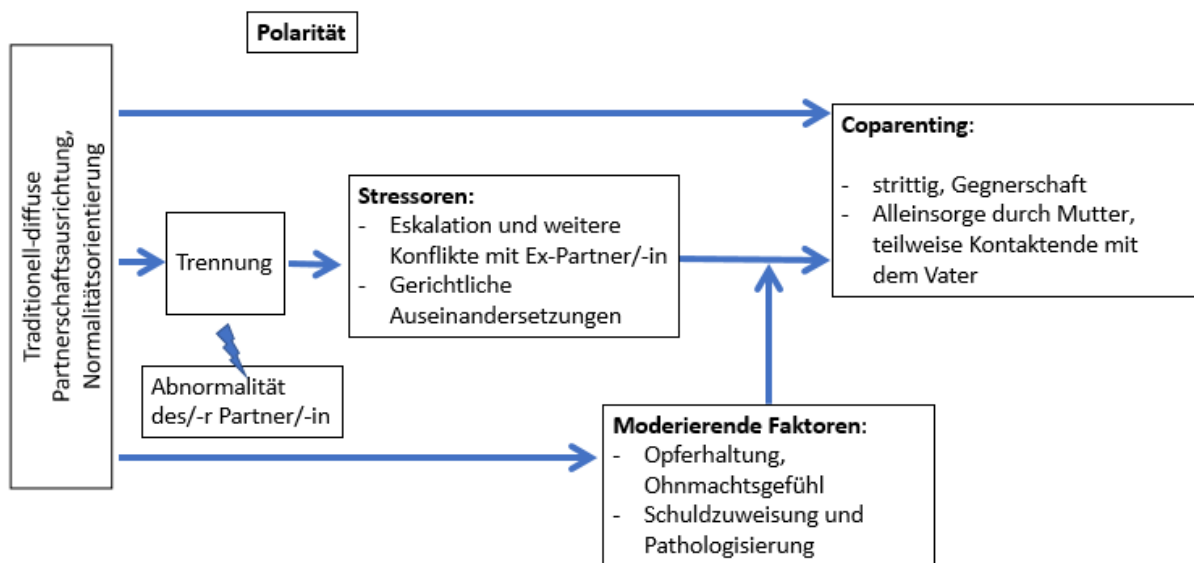 Polarität
Traditionell-diffuse
Partnerschaftsausrichtung,
Normalitätsorientierung
Trennung
Abnormalität
des/-r Partner/-in
Stressoren:
- Eskalation und weitere
Konflikte mit Ex-Partner/-in
- Gerichtliche
Auseinandersetzungen
Moderierende Faktoren:
- Opferhaltung,
Ohnmachtsgefühl
- Schuldzuweisung und
Pathologisierung
Coparenting:
- strittig, Gegnerschaft
- Alleinsorge durch Mutter,
teilweise Kontaktende mit
dem Vater